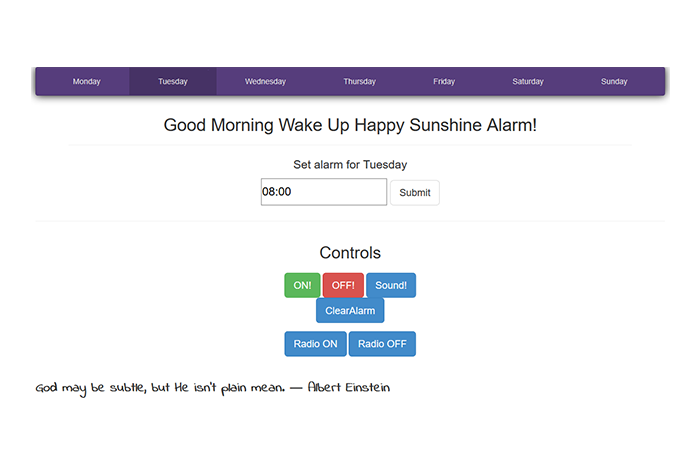 Monday Tuesday Wednesday Thursday Friday Saturday Sunday
Good Morning Wake Up Happy Sunshine Alarm!
Set alarm for Tuesday
08:00 Submit
Controls
ON! OFF! Sound!
ClearAlarm
Radio ON Radio OFF
God may be subtle, but He isn't plain mean. — Albert Einstein